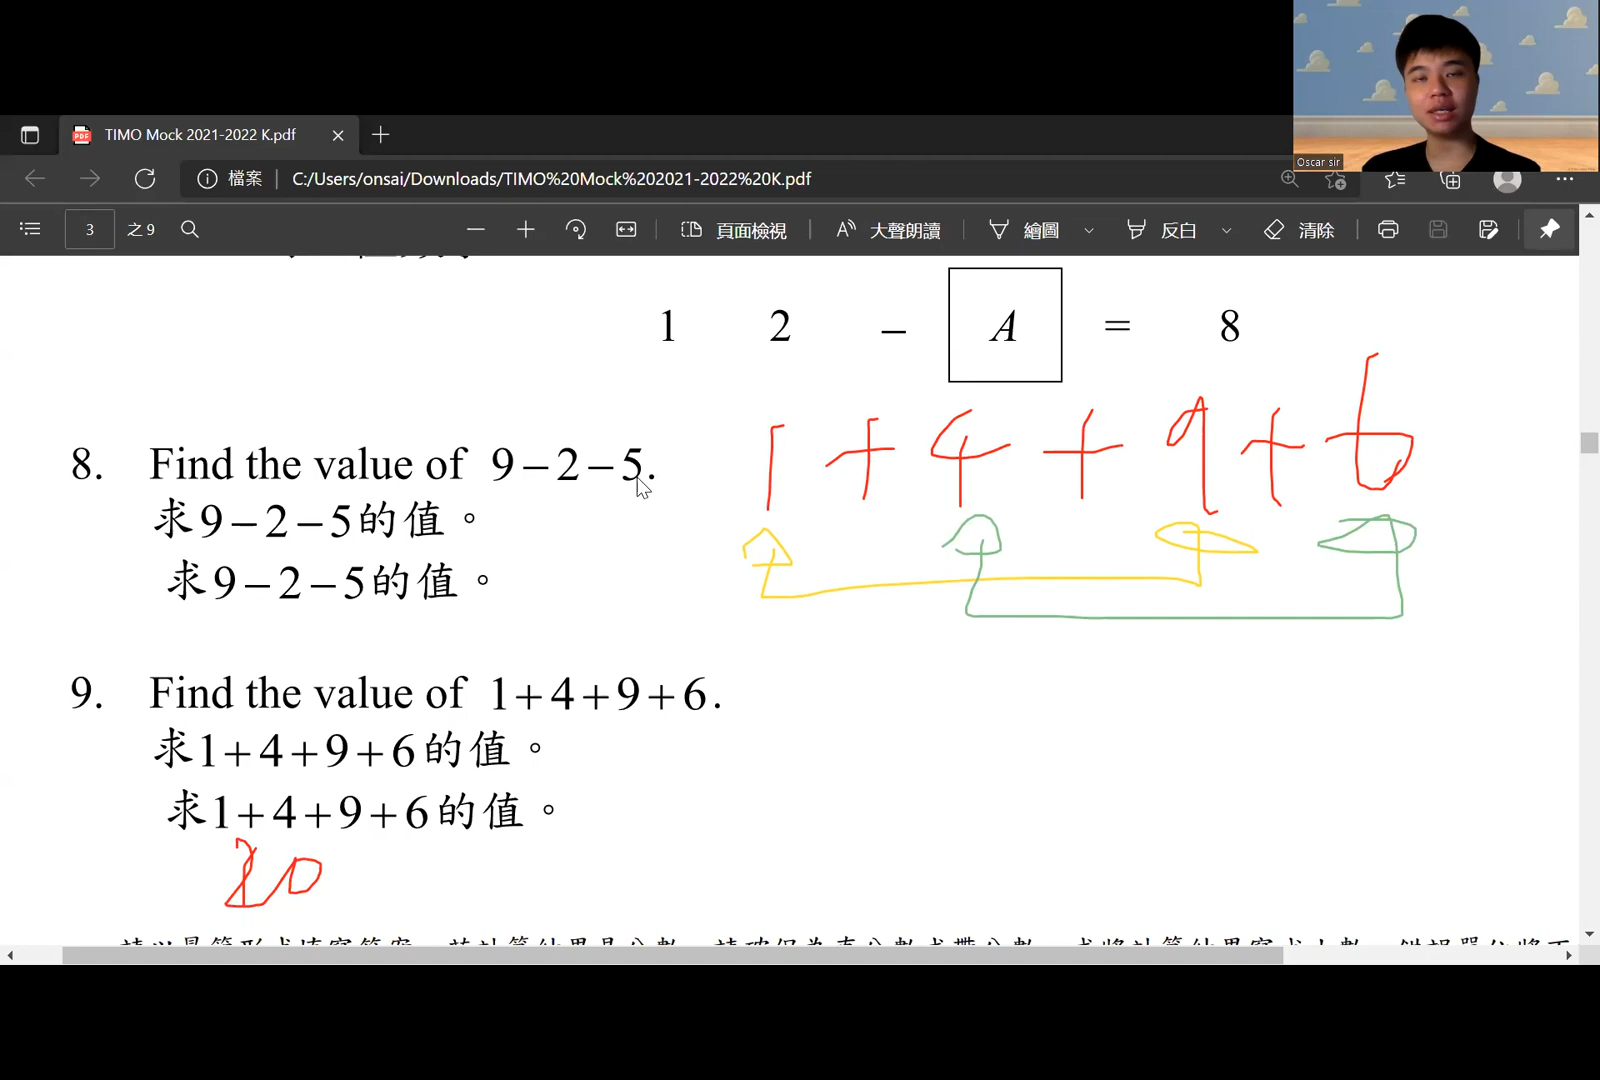 Oscar sir
TIMO Mock 2021-2022 K.pdf
檔案 C:/Users/onsai/Downloads/TIMO%20Mock%202021-2022%20K.pdf
3 之 9 頁面檢視 大聲朗讀 繪圖 反白 清除
1 2 – A = 8
1+4+9+6
8. Find the value of 9−2−5.
求9−2−5的值。
求9−2−5的值。
9. Find the value of 1+4+9+6.
求1+4+9+6的值。
求1+4+9+6的值。
20